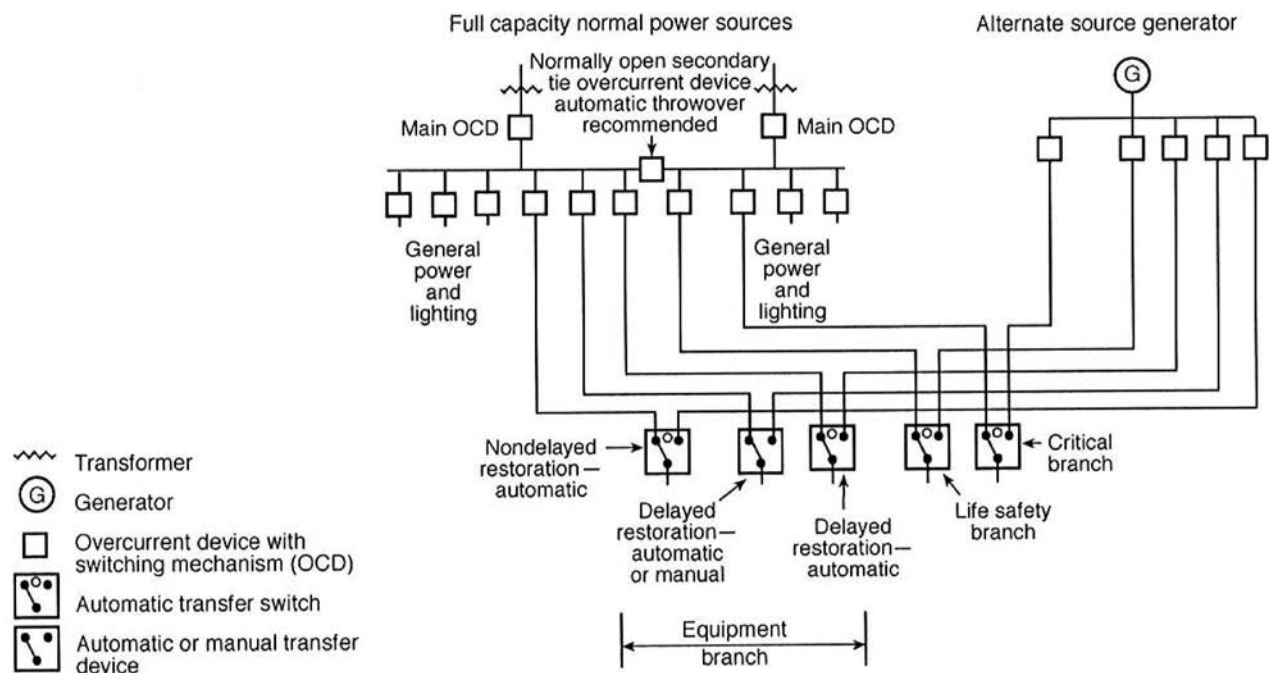 Full capacity normal power sources
Alternate source generator
Normally open secondary
tie overcurrent device
automatic throwover
recommended
G
Main OCD
Main OCD
General
power
and
lighting
General
power
and
lighting
Nondelayed
restoration—
automatic
Delayed
restoration—
automatic
or manual
Delayed
restoration—
automatic
Life safety
branch
Critical
branch
Equipment
branch
Transformer
G
Generator
Overcurrent device with
switching mechanism (OCD)
Automatic transfer switch
Automatic or manual transfer
device